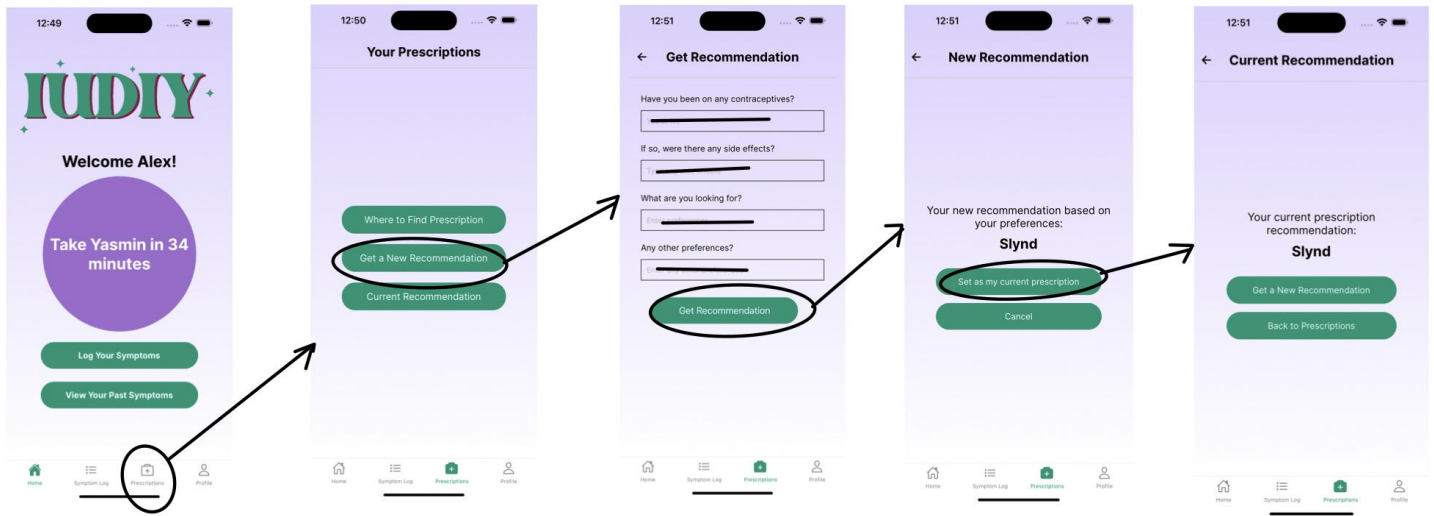 12:49
IUDIY
Welcome Alex!
Take Yasmin in 34
minutes
Log Your Symptoms
View Your Past Symptoms
Home
Symptom Log
Prescriptions
Profile
12:50
Your Prescriptions
Where to Find Prescription
Get a New Recommendation
Current Recommendation
Home
Symptom Log
Prescriptions
Profile
12:51
Get Recommendation
Have you been on any contraceptives?
If so, were there any side effects?
What are you looking for?
Any other preferences?
Get Recommendation
Home
Symptom Log
Prescriptions
Profile
12:51
New Recommendation
Your new recommendation based on
your preferences:
Slynd
Set as my current prescription
Cancel
Home
Symptom Log
Prescriptions
Profile
12:51
Current Recommendation
Your current prescription
recommendation:
Slynd
Get a New Recommendation
Back to Prescriptions
Home
Symptom Log
Prescriptions
Profile